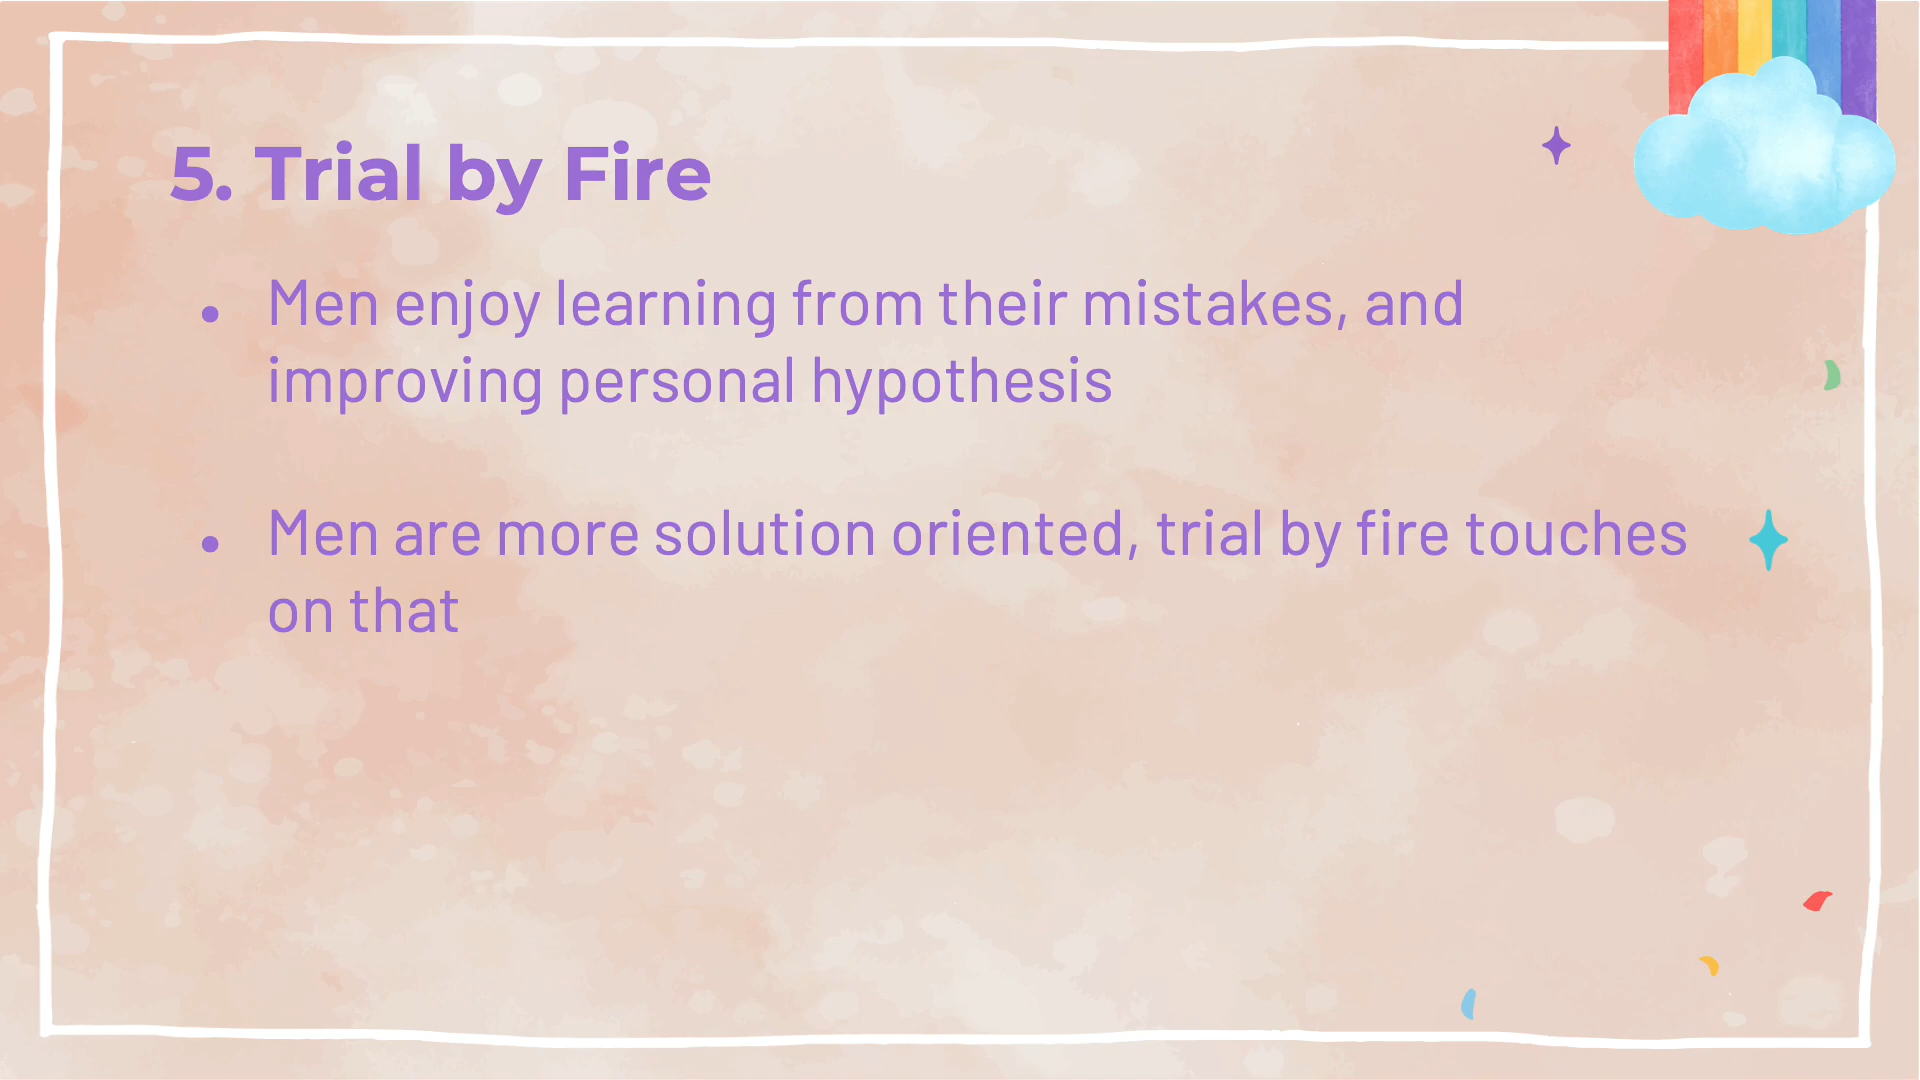 5. Trial by Fire
• Men enjoy learning from their mistakes, and
improving personal hypothesis
• Men are more solution oriented, trial by fire touches
on that